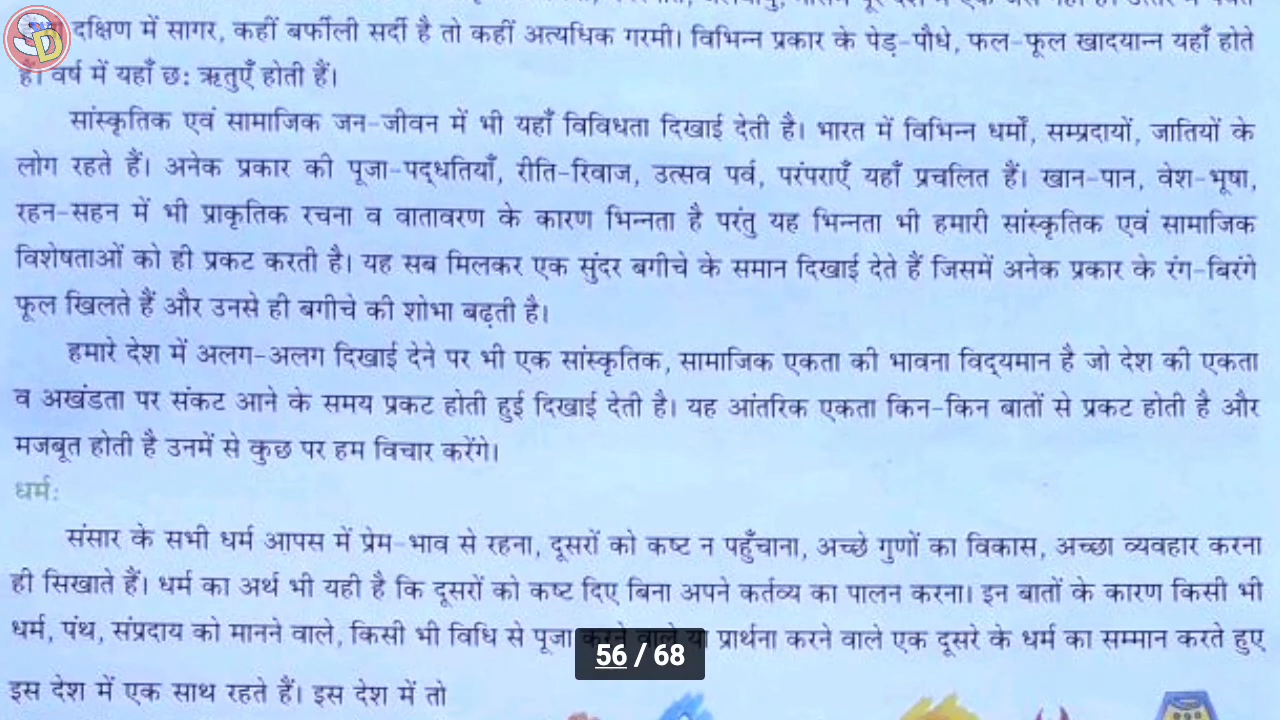 दक्षिण में सागर, कहीं बर्फीली सर्दी है तो कहीं अत्यधिक गरमी। विभिन्न प्रकार के पेड़-पौधे, फल-फूल खादयान्न यहाँ होते
हैं। वर्ष में यहाँ छः ऋतुएँ होती हैं।
सांस्कृतिक एवं सामाजिक जन-जीवन में भी यहाँ विविधता दिखाई देती है। भारत में विभिन्न धर्मों, सम्प्रदायों, जातियों के
लोग रहते हैं। अनेक प्रकार की पूजा-पद्धतियाँ, रीति-रिवाज, उत्सव पर्व, परंपराएँ यहाँ प्रचलित हैं। खान-पान, वेश-भूषा,
रहन-सहन में भी प्राकृतिक रचना व वातावरण के कारण भिन्नता है परंतु यह भिन्नता भी हमारी सांस्कृतिक एवं सामाजिक
विशेषताओं को ही प्रकट करती है। यह सब मिलकर एक सुंदर बगीचे के समान दिखाई देते हैं जिसमें अनेक प्रकार के रंग-बिरंगे
फूल खिलते हैं और उनसे ही बगीचे की शोभा बढ़ती है।
हमारे देश में अलग-अलग दिखाई देने पर भी एक सांस्कृतिक, सामाजिक एकता की भावना विद्यमान है जो देश की एकता
व अखंडता पर संकट आने के समय प्रकट होती हुई दिखाई देती है। यह आंतरिक एकता किन-किन बातों से प्रकट होती है और
मजबूत होती है उनमें से कुछ पर हम विचार करेंगे।
धर्म:
संसार के सभी धर्म आपस में प्रेम-भाव से रहना, दूसरों को कष्ट न पहुँचाना, अच्छे गुणों का विकास, अच्छा व्यवहार करना
ही सिखाते हैं। धर्म का अर्थ भी यही है कि दूसरों को कष्ट दिए बिना अपने कर्तव्य का पालन करना। इन बातों के कारण किसी भी
धर्म, पंथ, संप्रदाय को मानने वाले, किसी भी विधि से पूजा करने वाले या प्रार्थना करने वाले एक दूसरे के धर्म का सम्मान करते हुए
56 / 68
इस देश में एक साथ रहते हैं। इस देश में तो
SD